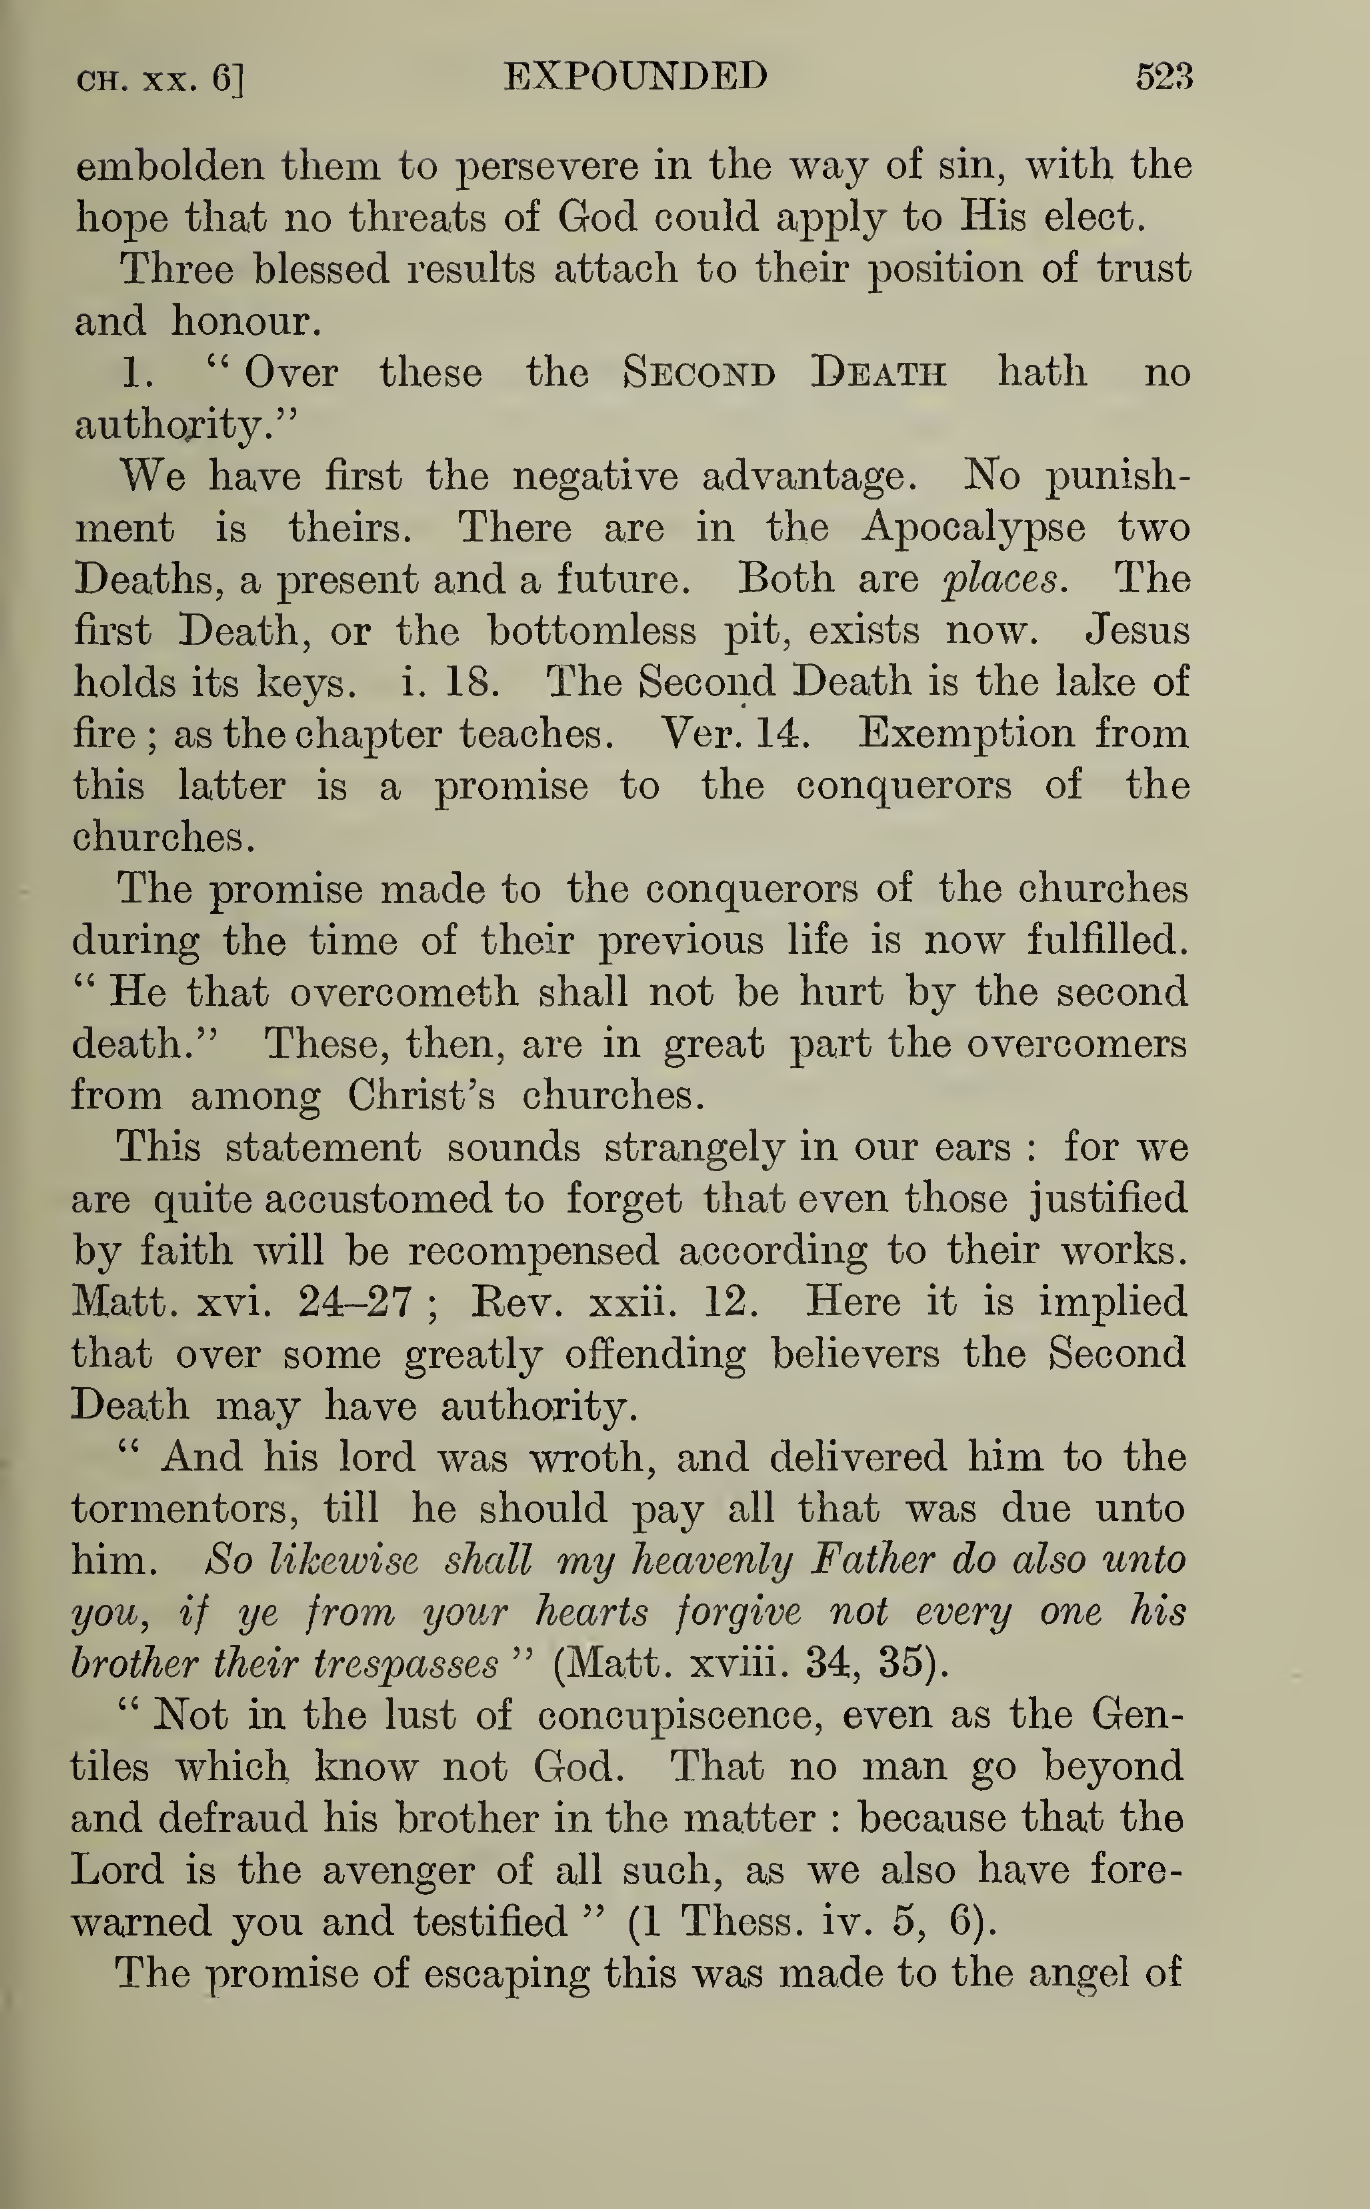 CH. XX. 6] EXPOUNDED 523
embolden them to persevere in the way of sin, with the
hope that no threats of God could apply to His elect.
Three blessed results attach to their position of trust
and honour.
1. “ Over these the SECOND DEATH hath no
authority.”
We have first the negative advantage. No punish-
ment is theirs. There are in the Apocalypse two
Deaths, a present and a future. Both are places. The
first Death, or the bottomless pit, exists now. Jesus
holds its keys. i. 18. The Second Death is the lake of
fire ; as the chapter teaches. Ver. 14. Exemption from
this latter is a promise to the conquerors of the
churches.
The promise made to the conquerors of the churches
during the time of their previous life is now fulfilled.
“ He that overcometh shall not be hurt by the second
death.” These, then, are in great part the overcomers
from among Christ’s churches.
This statement sounds strangely in our ears : for we
are quite accustomed to forget that even those justified
by faith will be recompensed according to their works.
Matt. xvi. 24–27 ; Rev. xxii. 12. Here it is implied
that over some greatly offending believers the Second
Death may have authority.
“ And his lord was wroth, and delivered him to the
tormentors, till he should pay all that was due unto
him. So likewise shall my heavenly Father do also unto
you, if ye from your hearts forgive not every one his
brother their trespasses ” (Matt. xviii. 34, 35).
“ Not in the lust of concupiscence, even as the Gen-
tiles which know not God. That no man go beyond
and defraud his brother in the matter : because that the
Lord is the avenger of all such, as we also have fore-
warned you and testified ” (1 Thess. iv. 5, 6).
The promise of escaping this was made to the angel of